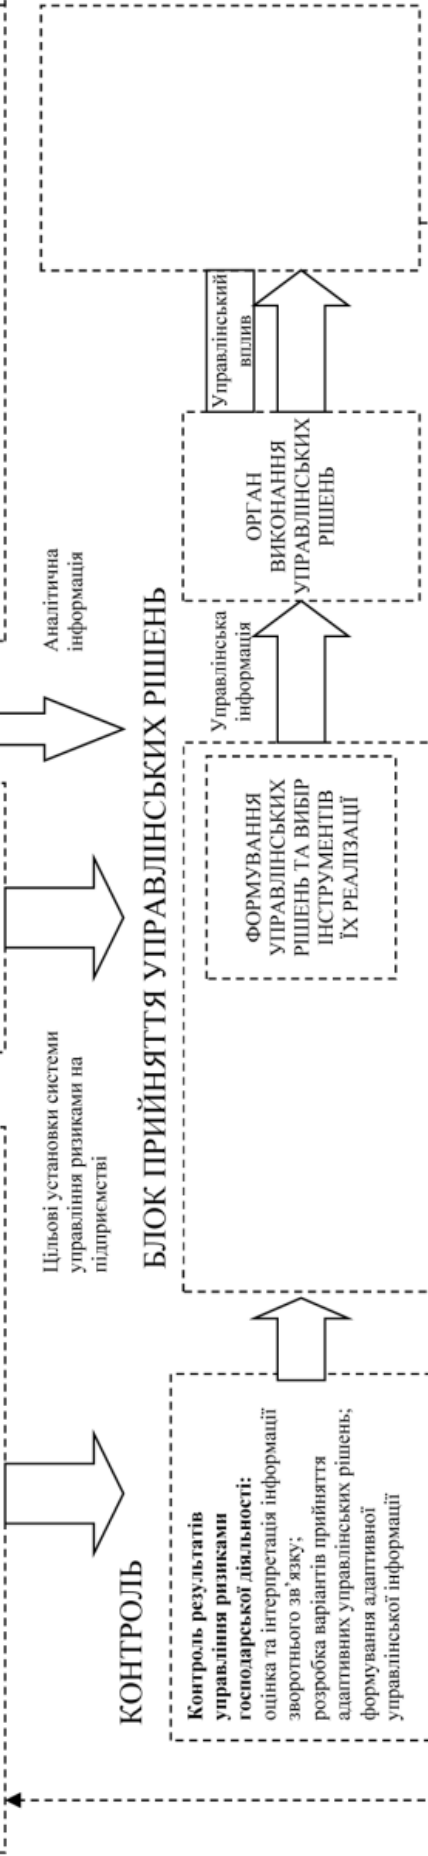 КОНТРОЛЬ
Контроль результатів
управління ризиками
господарської діяльності:
оцінка та інтерпретація інформації
зворотнього зв'язку;
розробка варіантів прийняття
адаптивних управлінських рішень;
формування адаптивної
управлінської інформації
Цільові установки системи
управління ризиками на
підприємстві
Аналітична
інформація
БЛОК ПРИЙНЯТТЯ УПРАВЛІНСЬКИХ РІШЕНЬ
ФОРМУВАННЯ
УПРАВЛІНСЬКИХ
РІШЕНЬ ТА ВИБІР
ІНСТРУМЕНТІВ
ЇХ РЕАЛІЗАЦІЇ
Управлінська
інформація
ОРГАН
ВИКОНАННЯ
УПРАВЛІНСЬКИХ
РІШЕНЬ
Управлінський
вплив